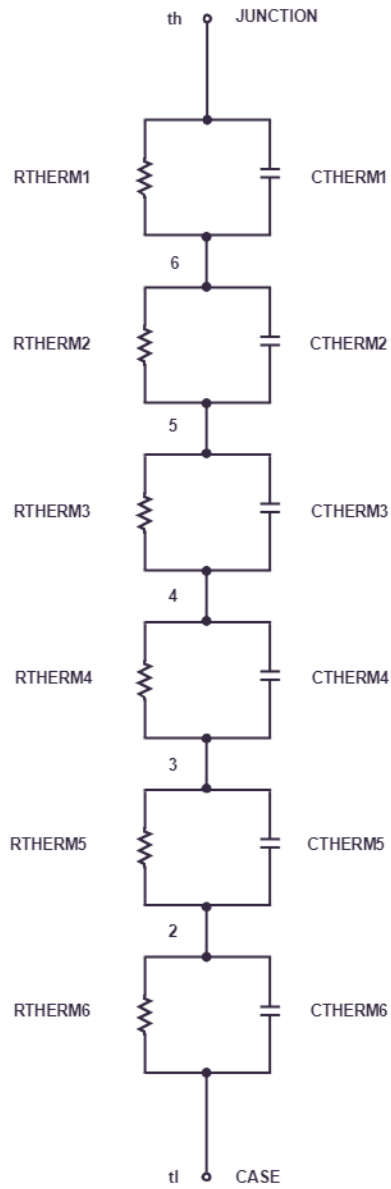 th JUNCTION
RTHERM1 CTHERM1
6
RTHERM2 CTHERM2
5
RTHERM3 CTHERM3
4
RTHERM4 CTHERM4
3
RTHERM5 CTHERM5
2
RTHERM6 CTHERM6
tl CASE